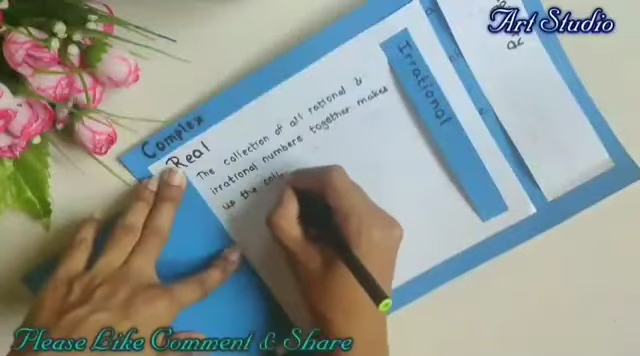 Art Studio
Complex
Real
Irrational
The collection of all rational &
irrational numbers together makes
us the coll
Please Like Comment & Share